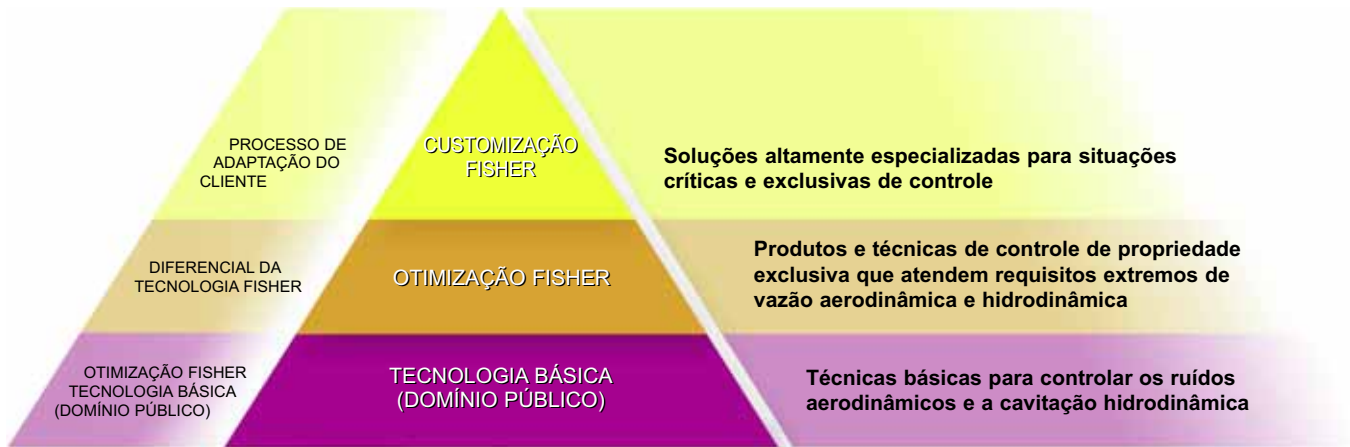 PROCESSO DE
ADAPTAÇÃO DO
CLIENTE
CUSTOMIZAÇÃO
FISHER
Soluções altamente especializadas para situações
críticas e exclusivas de controle
DIFERENCIAL DA
TECNOLOGIA FISHER
OTIMIZAÇÃO FISHER
Produtos e técnicas de controle de propriedade
exclusiva que atendem requisitos extremos de
vazão aerodinâmica e hidrodinâmica
OTIMIZAÇÃO FISHER
TECNOLOGIA BÁSICA
(DOMÍNIO PÚBLICO)
TECNOLOGIA BÁSICA
(DOMÍNIO PÚBLICO)
Técnicas básicas para controlar os ruídos
aerodinâmicos e a cavitação hidrodinâmica